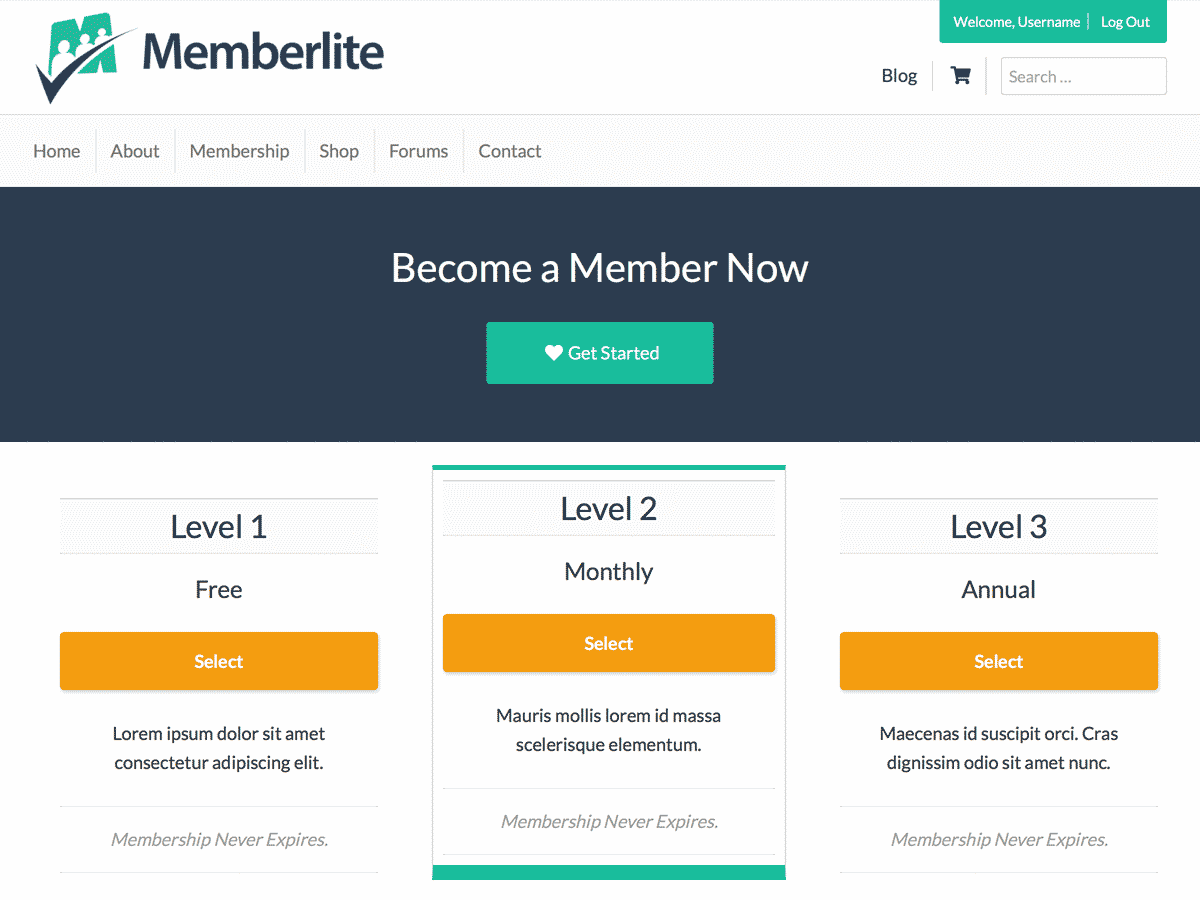 Memberlite
Welcome, Username
Log Out
Blog
Search ...
Home
About
Membership
Shop
Forums
Contact
Become a Member Now
Get Started
Level 1
Free
Select
Lorem ipsum dolor sit amet
consectetur adipiscing elit.
Membership Never Expires.
Level 2
Monthly
Select
Mauris mollis lorem id massa
scelerisque elementum.
Membership Never Expires.
Level 3
Annual
Select
Maecenas id suscipit orci. Cras
dignissim odio sit amet nunc.
Membership Never Expires.